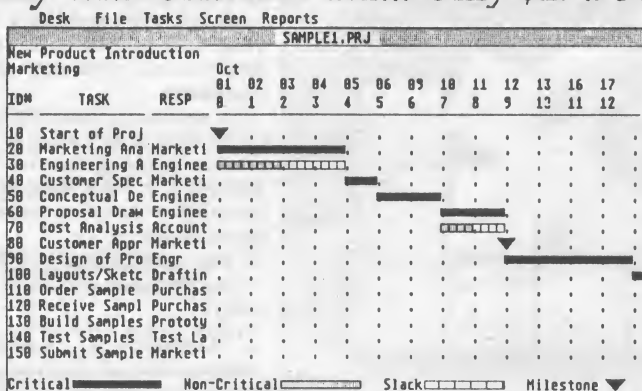 Desk File Tasks Screen Reports
SAMPLE1.PRJ
New Product Introduction
Marketing Oct
01 02 03 04 05 06 09 10 11 12 13 16 17
ID# TASK RESP 0 1 2 3 4 5 6 7 8 9 10 11 12
10 Start of Proj
20 Marketing Ana Marketi
30 Engineering A Enginee
40 Customer Spec Marketi
50 Conceptual De Enginee
60 Proposal Draw Enginee
70 Cost Analysis Account
80 Customer Appr Marketi
90 Design of Pro Engr
100 Layouts/Sketc Draftin
110 Order Sample Purchas
120 Receive Sampl Purchas
130 Build Samples Prototy
140 Test Samples Test La
150 Submit Sample Marketi
Critical Non-Critical Slack Milestone